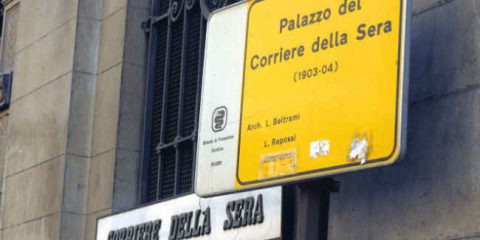 Palazzo del
Corriere della Sera
(1903-04)
Arch. L. Beltrami
L. Repossi
CORRIERE DELLA SERA